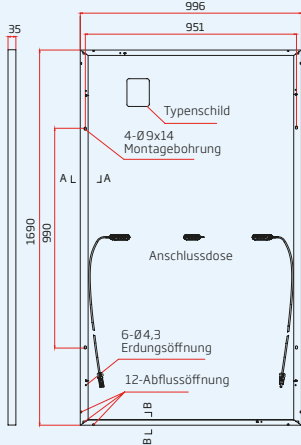 996
35
951
Typenschild
4-Ø9x14
Montagebohrung
A
A
1690
990
Anschlussdose
6-Ø4,3
Erdungsöffnung
12-Abflussöffnung
B
B